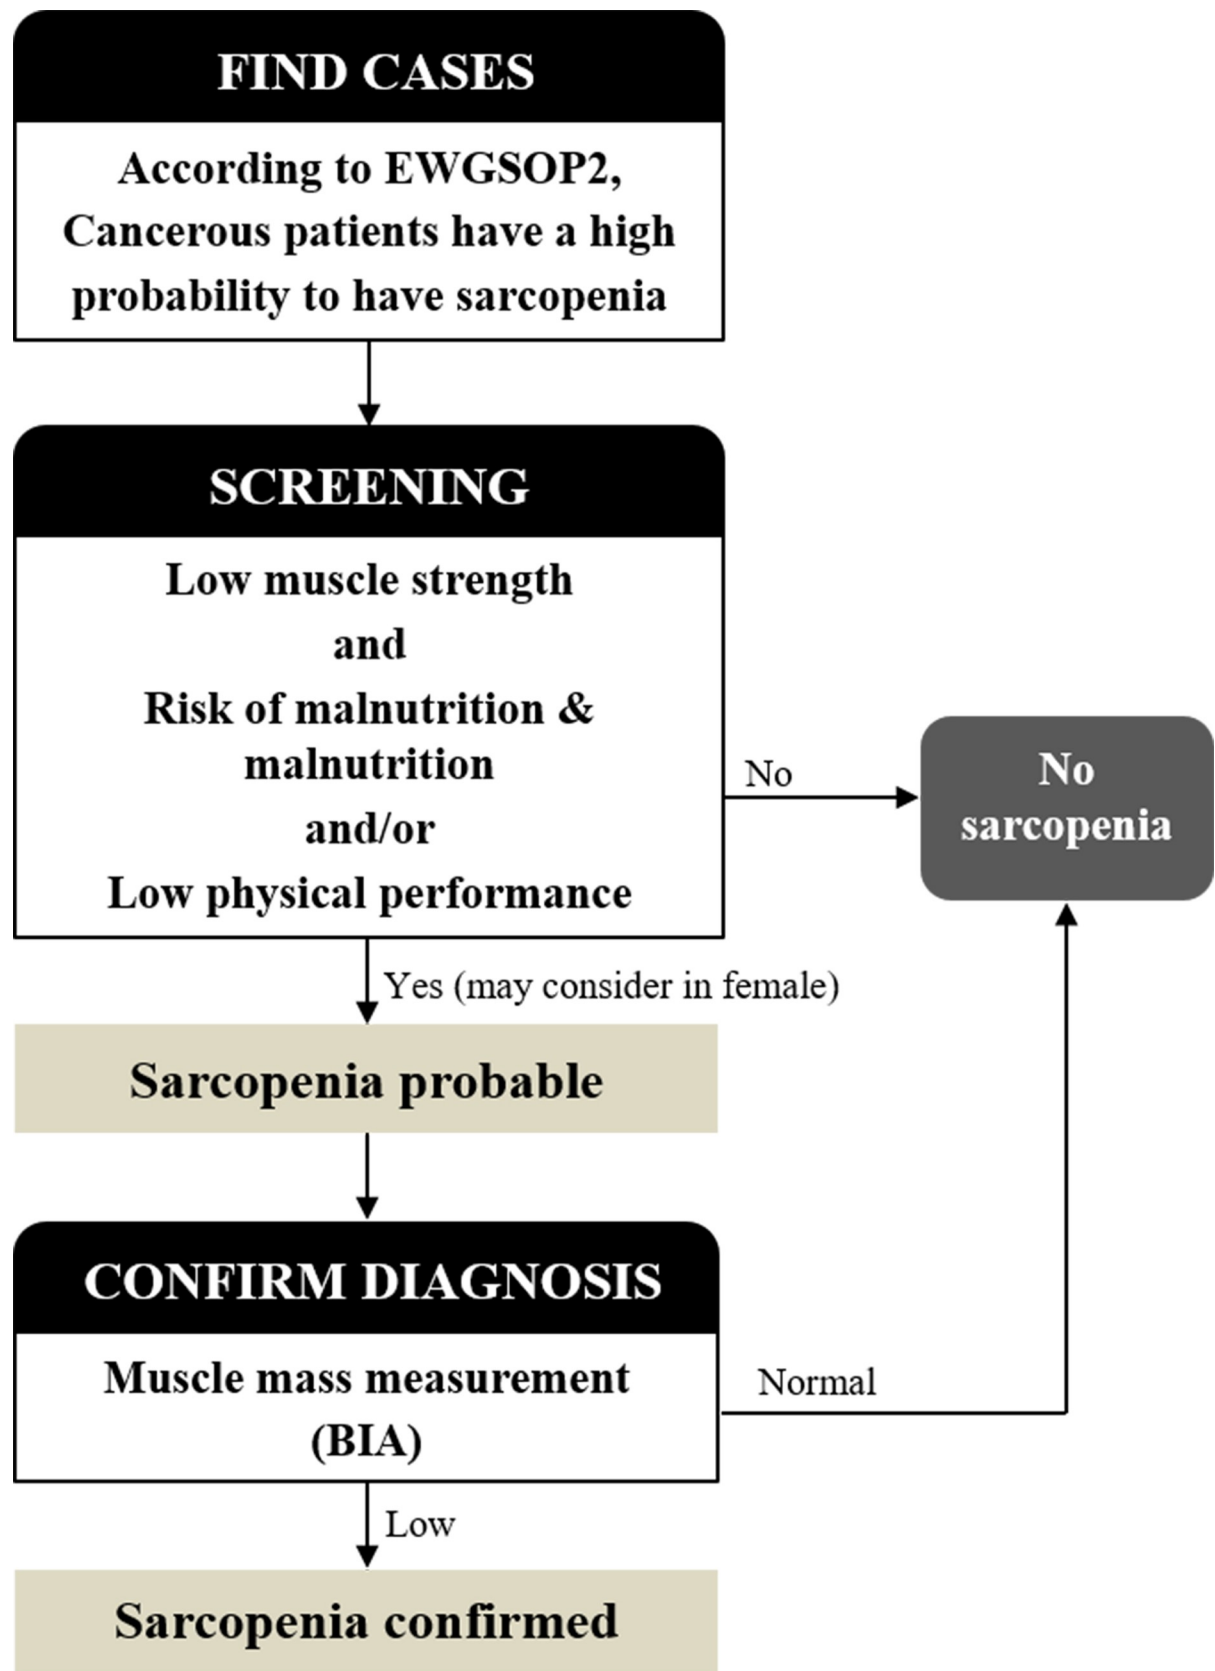 FIND CASES
According to EWGSOP2,
Cancerous patients have a high
probability to have sarcopenia
SCREENING
Low muscle strength
and
Risk of malnutrition &
malnutrition
and/or
Low physical performance
No
No
sarcopenia
Yes (may consider in female)
Sarcopenia probable
CONFIRM DIAGNOSIS
Muscle mass measurement
(BIA)
Normal
Low
Sarcopenia confirmed